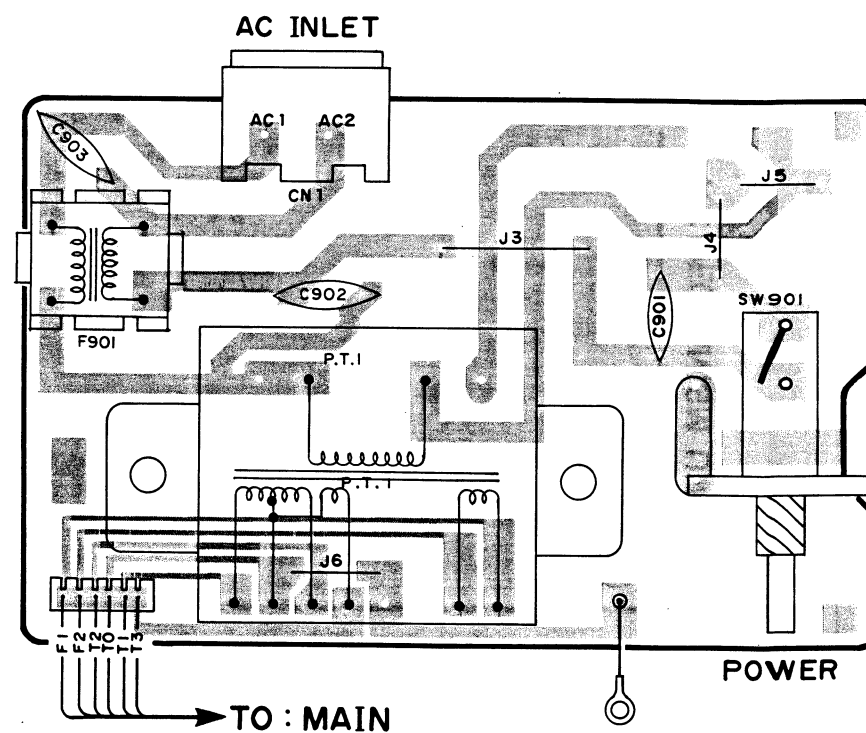 AC INLET
AC1 AC2
C903
CN1
J5
J3
J4
C902
C901
SW901
F901
P.T.1
P.T.1
J6
F1
F2
T2
T0
T1
T3
POWER
TO : MAIN